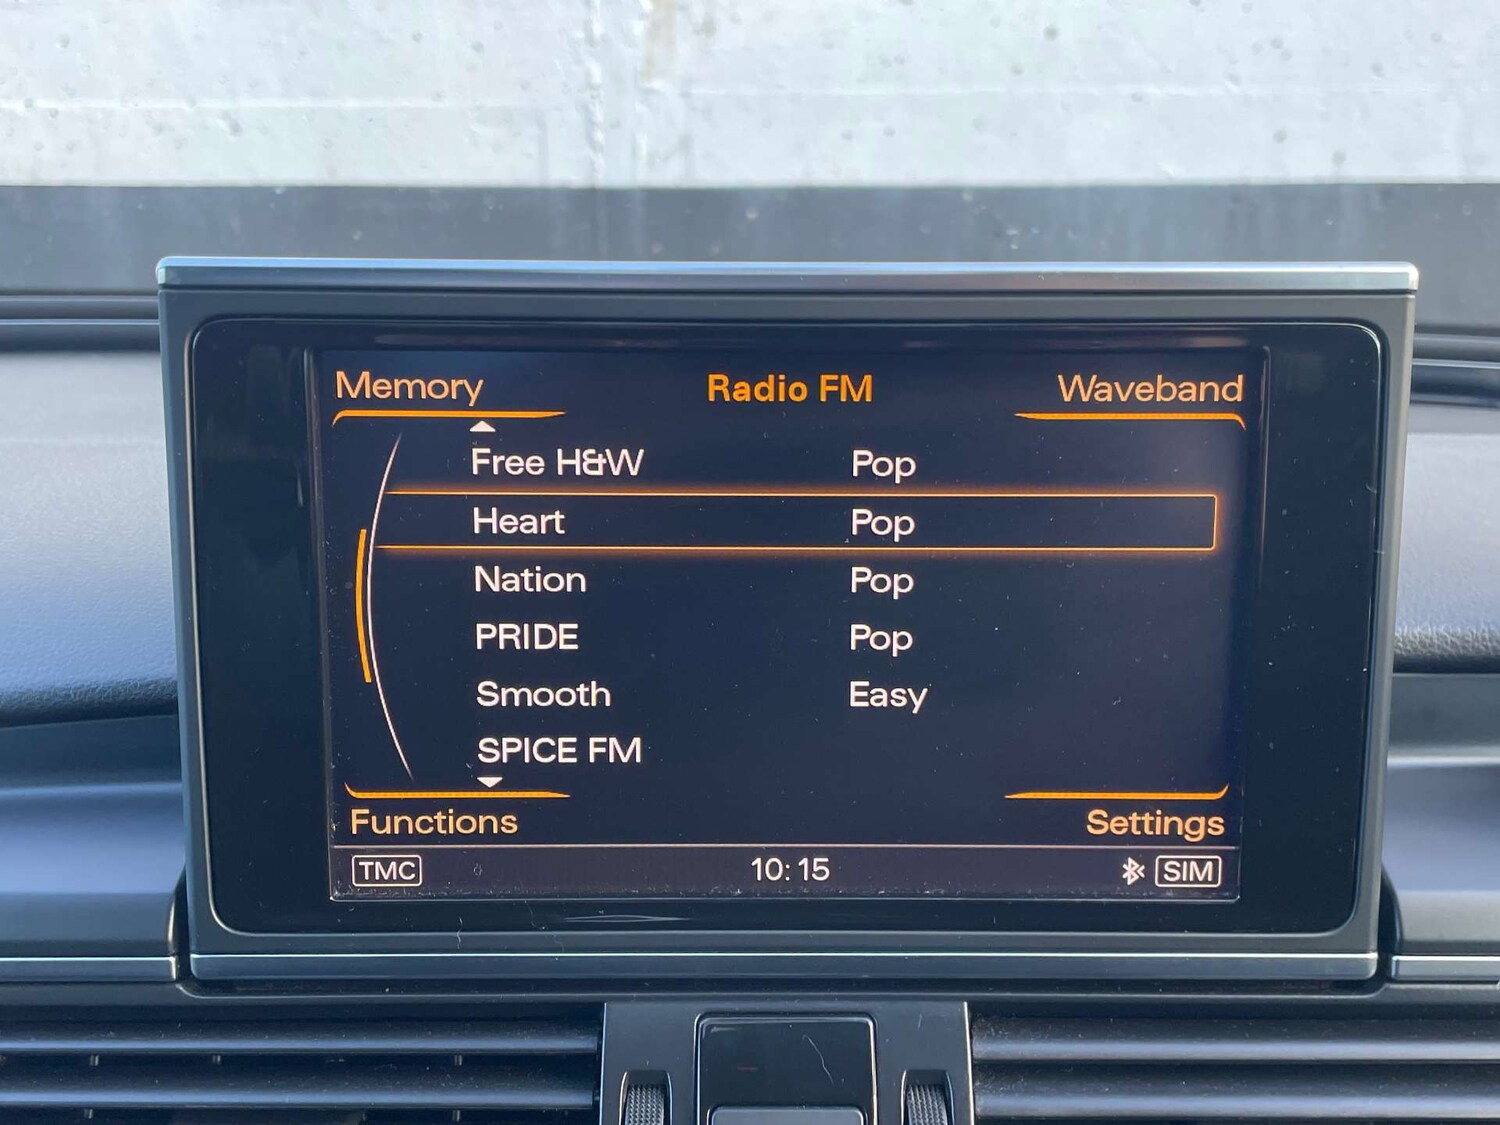 Memory Radio FM Waveband
Free H&W Pop
Heart Pop
Nation Pop
PRIDE Pop
Smooth Easy
SPICE FM
Functions Settings
TMC 10:15 SIM